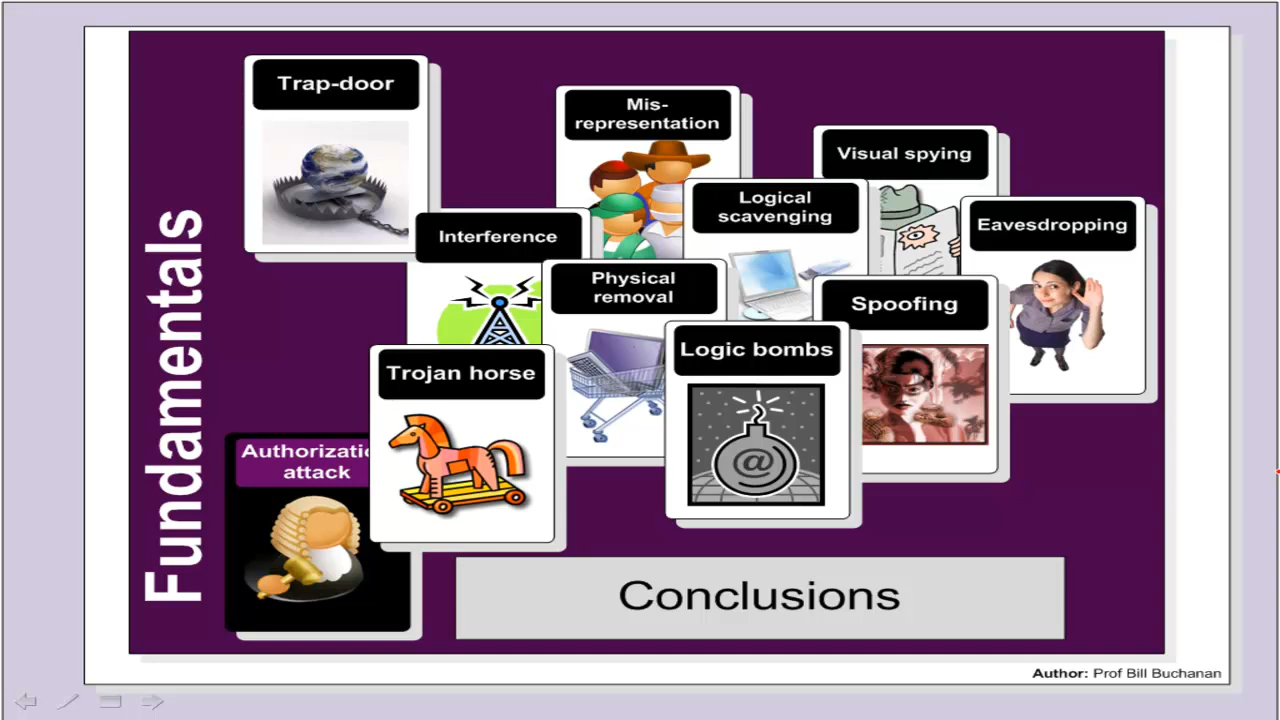 Trap-door
Mis-
representation
Visual spying
Logical
scavenging
Eavesdropping
Interference
Physical
removal
Spoofing
Logic bombs
Trojan horse
Authorizatio
attack
@
Fundamentals
Conclusions
Author: Prof Bill Buchanan